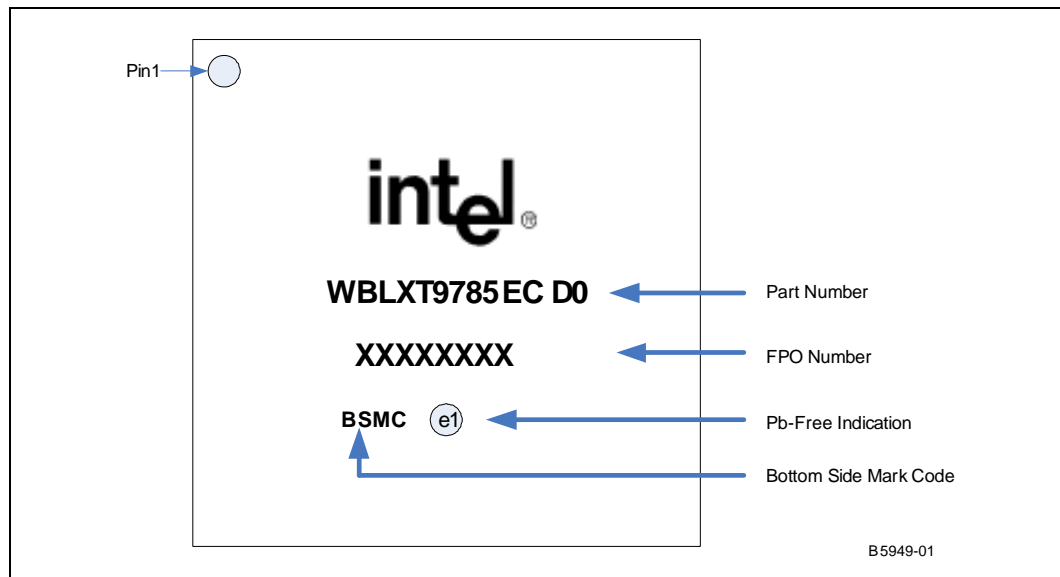 Pin1
intel®
WBLXT9785EC D0
Part Number
XXXXXXXX
FPO Number
BSMC e1
Pb-Free Indication
Bottom Side Mark Code
B5949-01